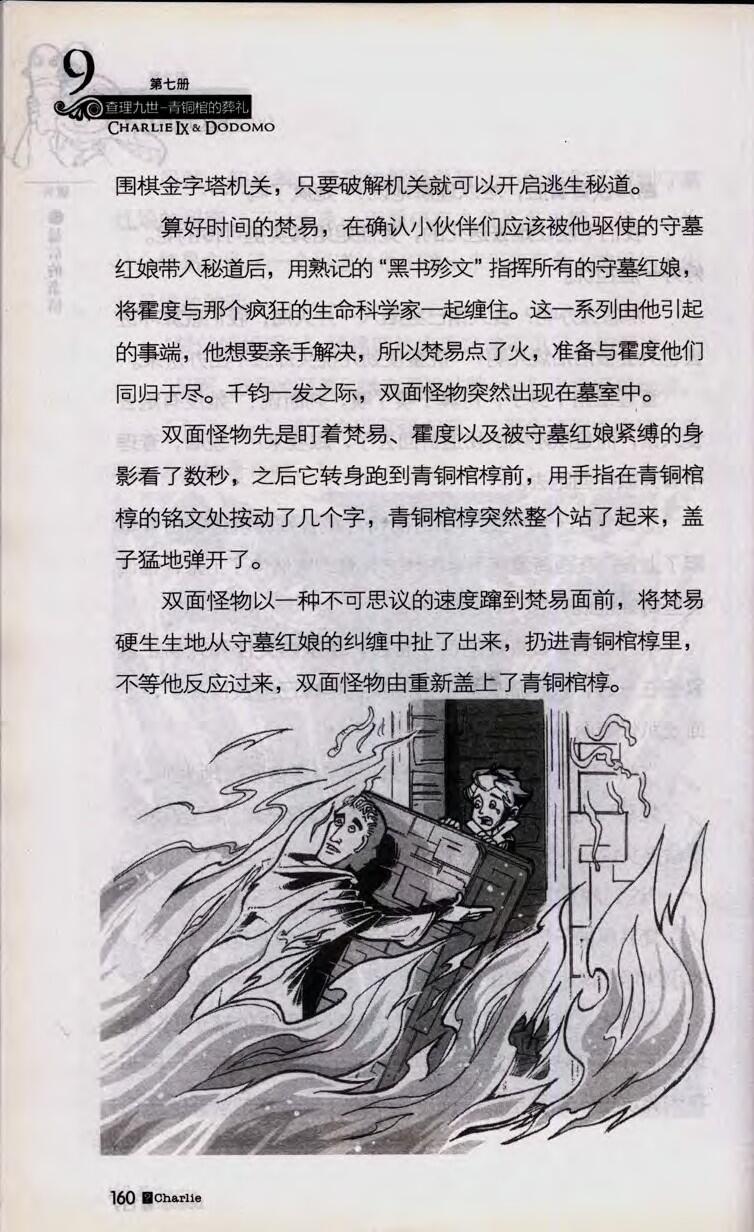 9
第七册
查理九世-青铜棺的葬礼
CHARLIE IX & DODOMO
围棋金字塔机关，只要破解机关就可以开启逃生秘道。
算好时间的梵易，在确认小伙伴们应该被他驱使的守墓
红娘带入秘道后，用熟记的“黑书殄文”指挥所有的守墓红娘，
将霍度与那个疯狂的生命科学家一起缠住。这一系列由他引起
的事端，他想要亲手解决，所以梵易点了火，准备与霍度他们
同归于尽。千钧一发之际，双面怪物突然出现在墓室中。
双面怪物先是盯着梵易、霍度以及被守墓红娘紧缚的身
影看了数秒，之后它转身跑到青铜棺椁前，用手指在青铜棺
椁的铭文处按动了几个字，青铜棺椁突然整个站了起来，盖
子猛地弹开了。
双面怪物以一种不可思议的速度蹿到梵易面前，将梵易
硬生生地从守墓红娘的纠缠中扯了出来，扔进青铜棺椁里，
不等他反应过来，双面怪物由重新盖上了青铜棺椁。
160 9 Charlie